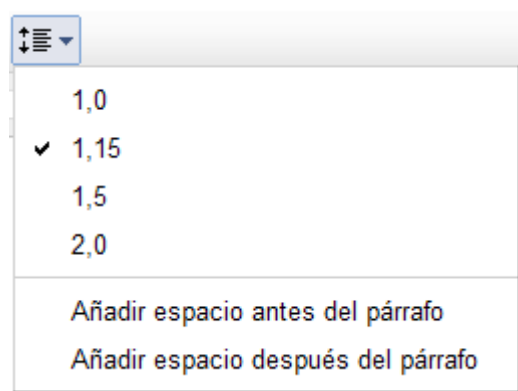 1,0
1,15
1,5
2,0
Añadir espacio antes del párrafo
Añadir espacio después del párrafo